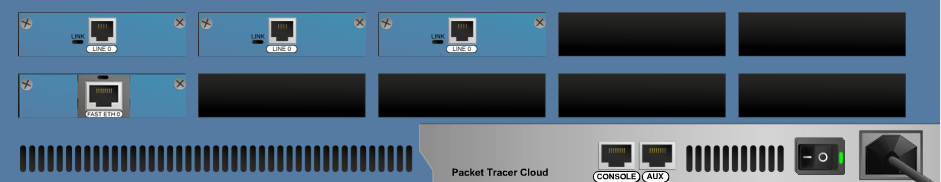 LINK
LINE 0
LINK
LINE 0
LINK
LINE 0
FAST ETH 0
Packet Tracer Cloud
CONSOLE
AUX